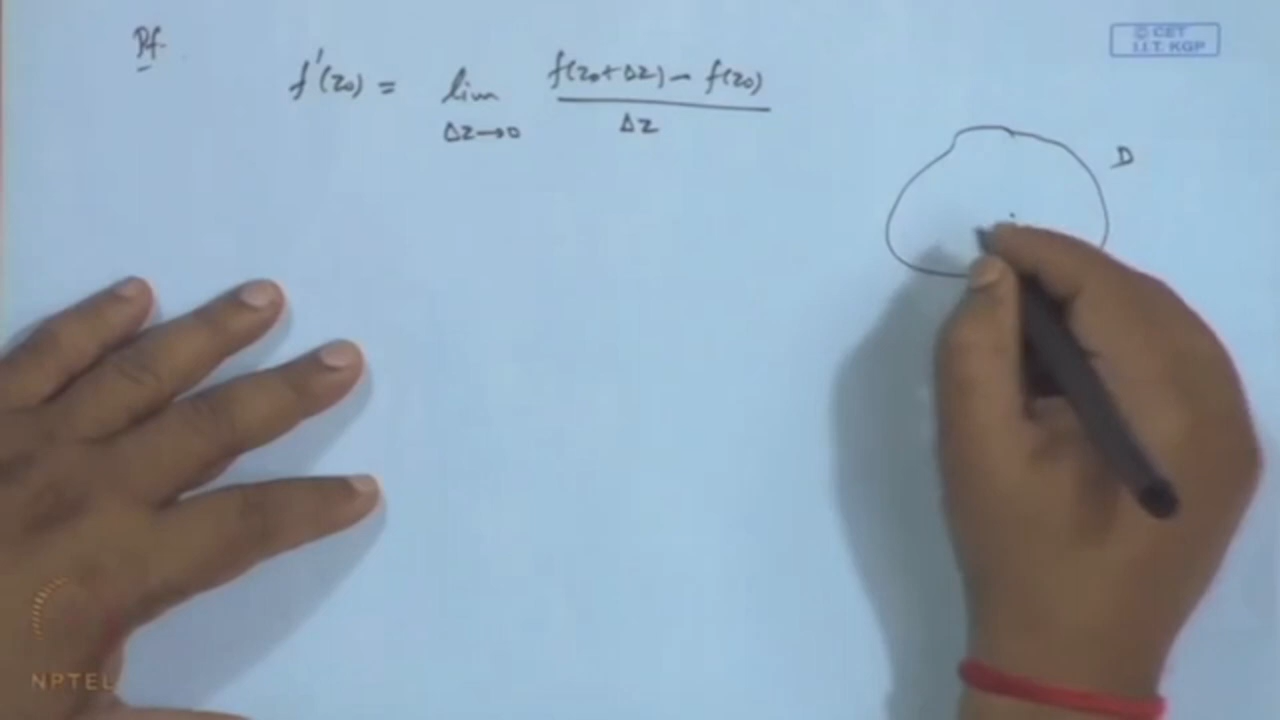 Pf.
f'(z₀) = lim f(z₀+Δz) − f(z₀)
Δz→0 Δz
D
© CET
I.I.T. KGP
NPTEL